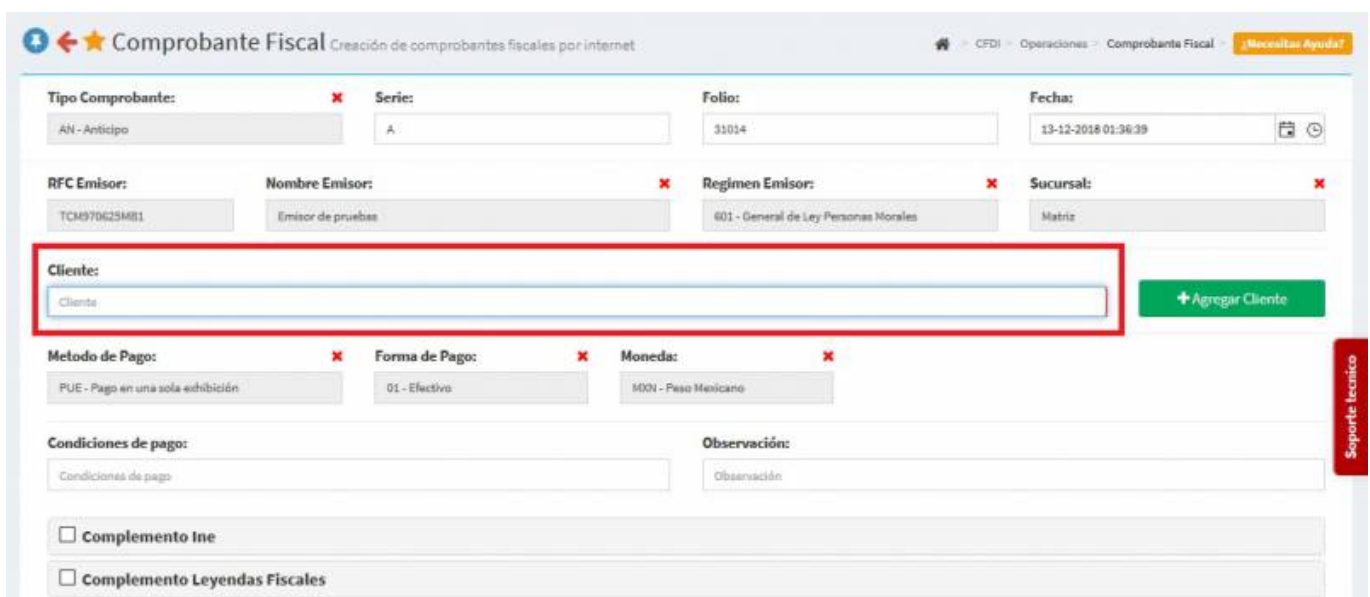 Comprobante Fiscal Creación de comprobantes fiscales por internet
CFDI - Operaciones - Comprobante Fiscal - ¿Necesitas Ayuda?
Tipo Comprobante: Serie: Folio: Fecha:
AN - Anticipo A 31014 13-12-2018 01:36:39
RFC Emisor: Nombre Emisor: Regimen Emisor: Sucursal:
TCM970625MB1 Emisor de pruebas 601 - General de Ley Personas Morales Matriz
Cliente:
Cliente
+ Agregar Cliente
Metodo de Pago: Forma de Pago: Moneda:
PUE - Pago en una sola exhibición 01 - Efectivo MXN - Peso Mexicano
Soporte tecnico
Condiciones de pago: Observación:
Condiciones de pago Observación
Complemento Ine
Complemento Leyendas Fiscales